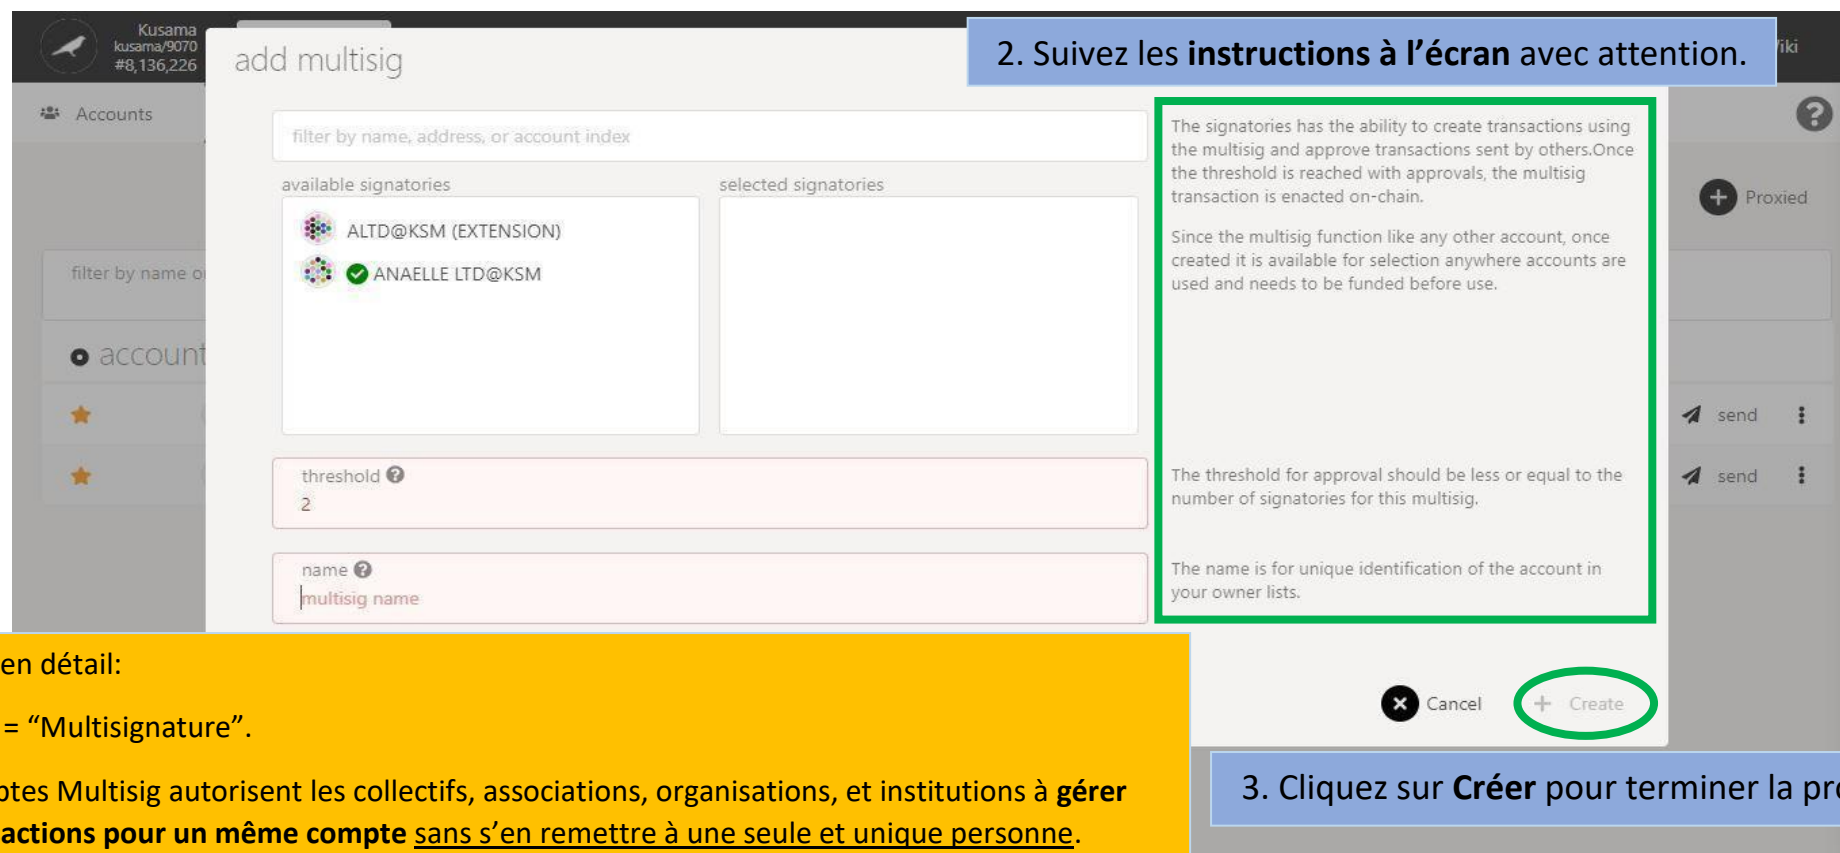 Kusama
kusama/9070
#8,136,226
add multisig
2. Suivez les instructions à l’écran avec attention.
Accounts
filter by name, address, or account index
available signatories
selected signatories
ALTD@KSM (EXTENSION)
ANAELLE LTD@KSM
The signatories has the ability to create transactions using
the multisig and approve transactions sent by others.Once
the threshold is reached with approvals, the multisig
transaction is enacted on-chain.
Since the multisig function like any other account, once
created it is available for selection anywhere accounts are
used and needs to be funded before use.
Proxied
filter by name
send
send
threshold
2
The threshold for approval should be less or equal to the
number of signatories for this multisig.
name
multisig name
The name is for unique identification of the account in
your owner lists.
Cancel
Create
en détail:
= “Multisignature”.
Multisig autorisent les collectifs, associations, organisations, et institutions à gérer
pour un même compte sans s’en remettre à une seule et unique personne.
3. Cliquez sur Créer pour terminer la